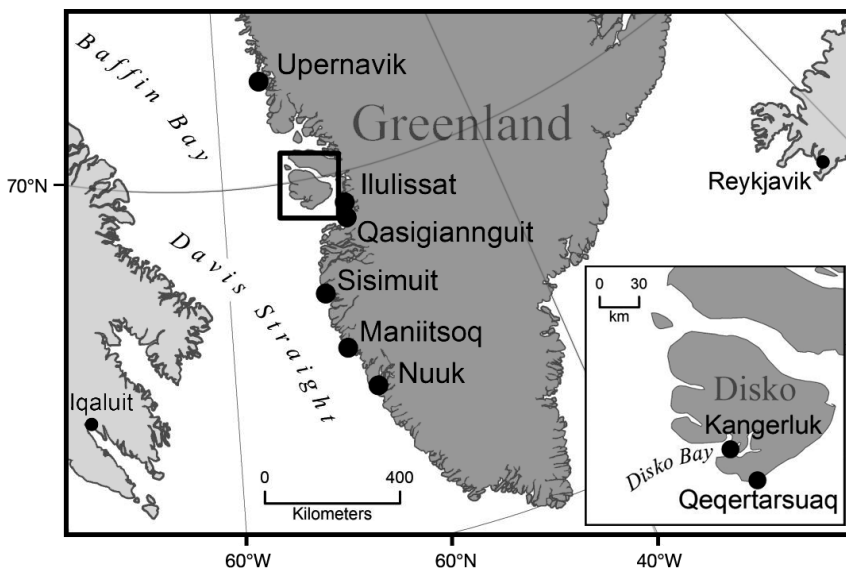 Baffin Bay
Upernavik
Greenland
70°N
Ilulissat
Reykjavik
Qasigiannguit
Davis Straight
Sisimuit
Maniitsoq
Nuuk
Iqaluit
0 400
Kilometers
0 30
km
Disko
Kangerluk
Disko Bay
Qeqertarsuaq
60°W 60°N 40°W